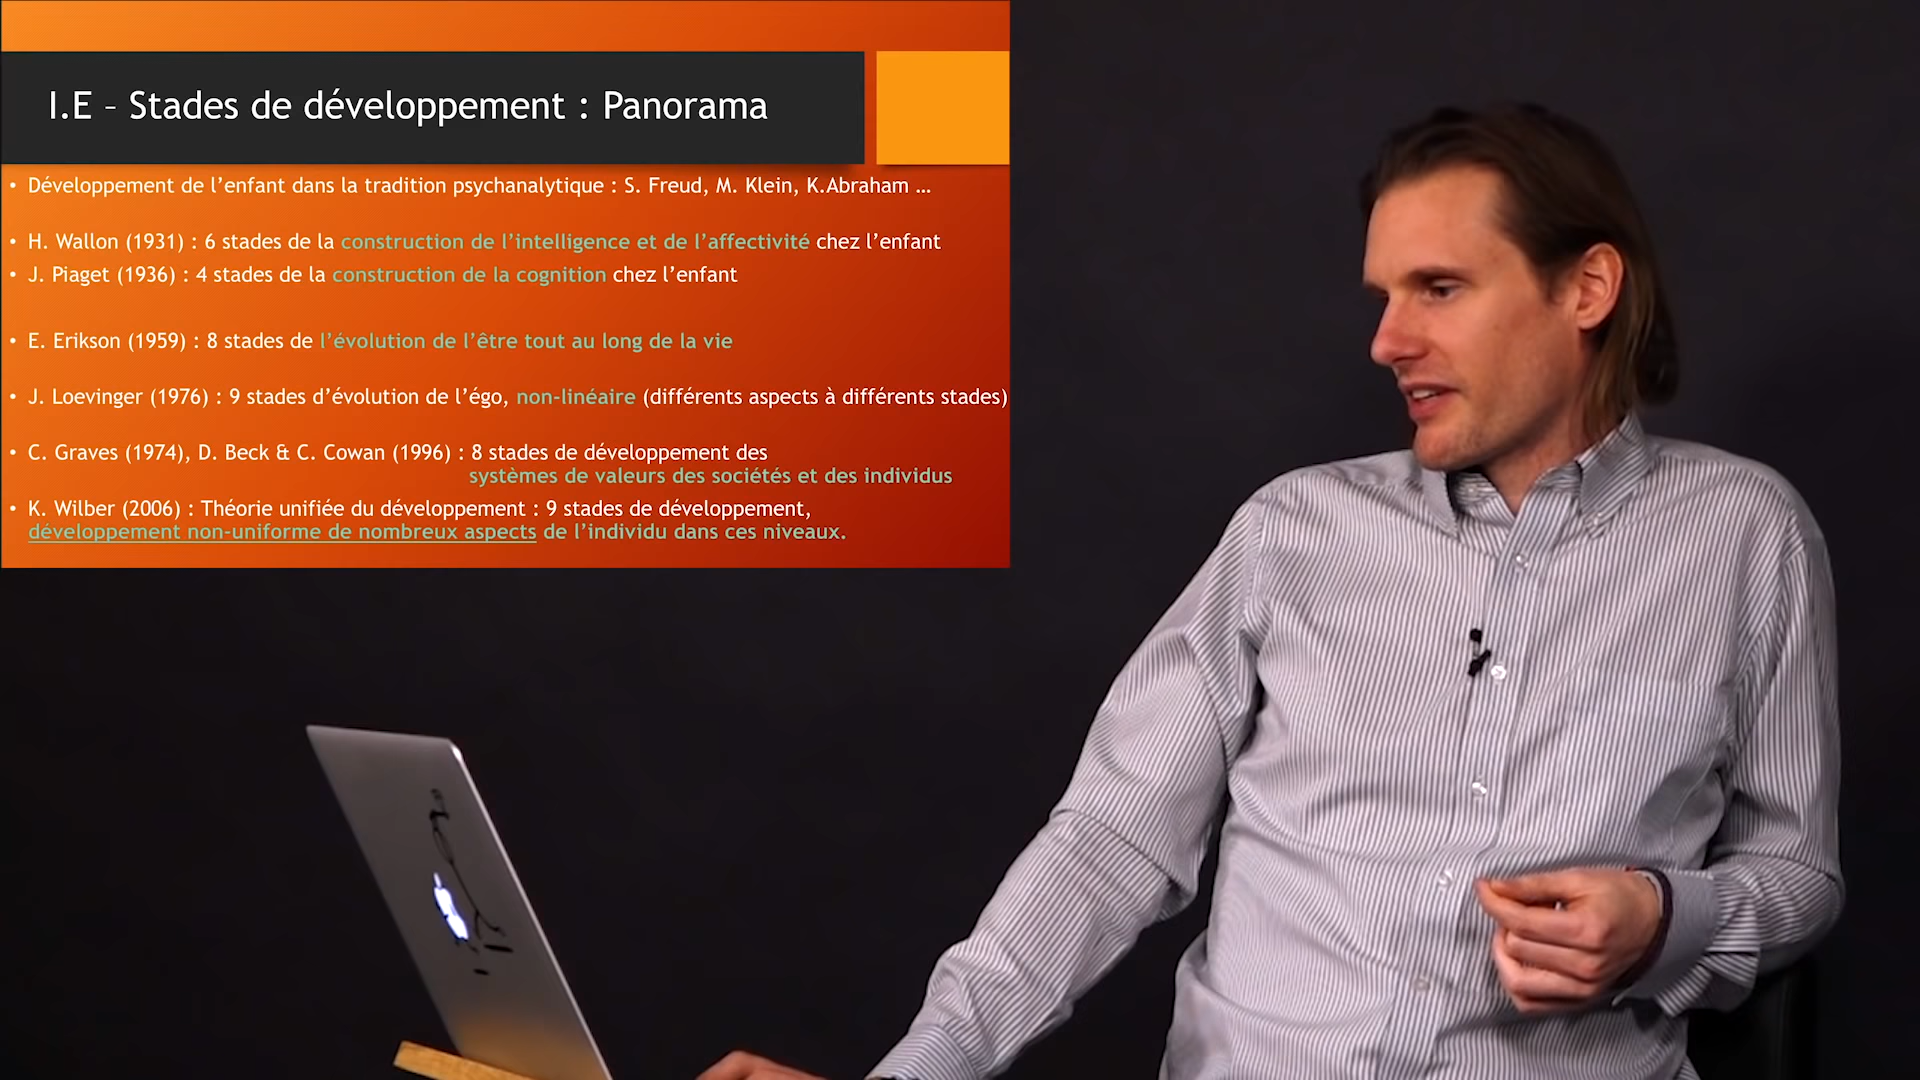 I.E – Stades de développement : Panorama
• Développement de l’enfant dans la tradition psychanalytique : S. Freud, M. Klein, K.Abraham …
• H. Wallon (1931) : 6 stades de la construction de l’intelligence et de l’affectivité chez l’enfant
• J. Piaget (1936) : 4 stades de la construction de la cognition chez l’enfant
• E. Erikson (1959) : 8 stades de l’évolution de l’être tout au long de la vie
• J. Loevinger (1976) : 9 stades d’évolution de l’égo, non-linéaire (différents aspects à différents stades)
• C. Graves (1974), D. Beck & C. Cowan (1996) : 8 stades de développement des
systèmes de valeurs des sociétés et des individus
• K. Wilber (2006) : Théorie unifiée du développement : 9 stades de développement,
développement non-uniforme de nombreux aspects de l’individu dans ces niveaux.